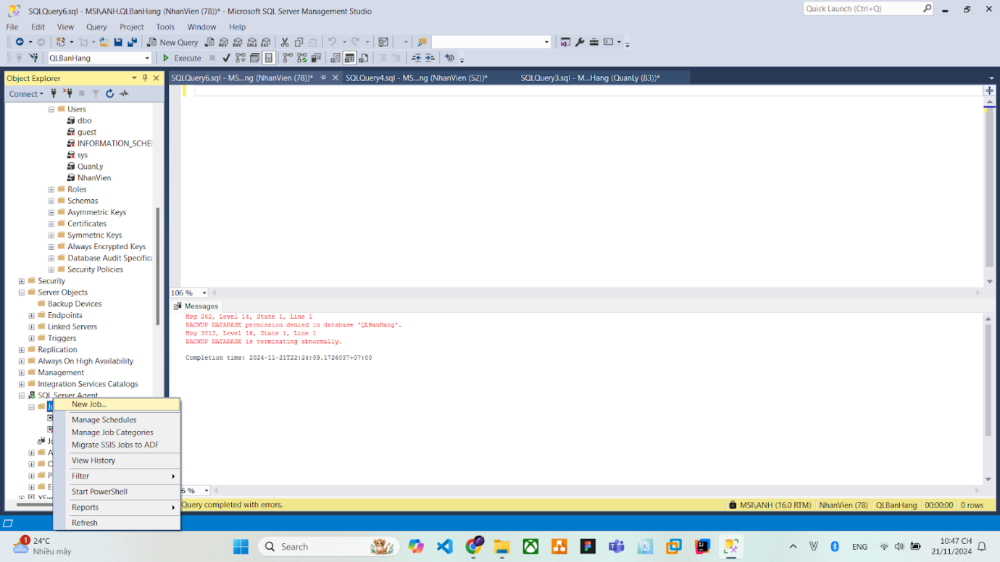 SQLQuery6.sql - MSI\ANH.QLBanHang (NhanVien (78))* - Microsoft SQL Server Management Studio
Quick Launch (Ctrl+Q)
File Edit View Query Project Tools Window Help
New Query
MDX DMX XMLA DAX
QLBanHang
Execute
Object Explorer
SQLQuery6.sql - MS...ng (NhanVien (78))*
SQLQuery4.sql - MS...ng (NhanVien (52))*
SQLQuery3.sql - M...Hang (QuanLy (83))*
Connect
Users
dbo
guest
INFORMATION_SCHEI
sys
QuanLy
NhanVien
Roles
Schemas
Asymmetric Keys
Certificates
Symmetric Keys
Always Encrypted Keys
Database Audit Specifica
Security Policies
Security
Server Objects
Backup Devices
Endpoints
Linked Servers
Triggers
Replication
Always On High Availability
Management
Integration Services Catalogs
SQL Server Agent
New Job...
Manage Schedules
Manage Job Categories
Migrate SSIS Jobs to ADF
View History
Filter
Start PowerShell
Reports
Refresh
106 %
Messages
Msg 262, Level 14, State 1, Line 1
BACKUP DATABASE permission denied in database 'QLBanHang'.
Msg 3013, Level 16, State 1, Line 1
BACKUP DATABASE is terminating abnormally.
Completion time: 2024-11-21T22:24:09.1726037+07:00
6 %
Query completed with errors.
MSI\ANH (16.0 RTM) NhanVien (78) QLBanHang 00:00:00 0 rows
1
24°C
Nhiều mây
Search
ENG
10:47 CH
21/11/2024